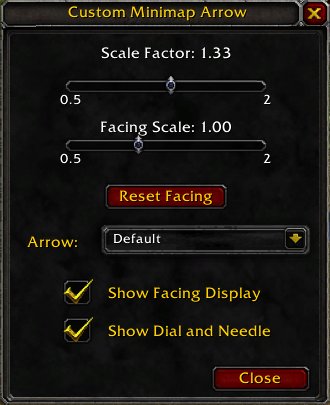 Custom Minimap Arrow
Scale Factor: 1.33
0.5 2
Facing Scale: 1.00
0.5 2
Reset Facing
Arrow: Default
Show Facing Display
Show Dial and Needle
Close